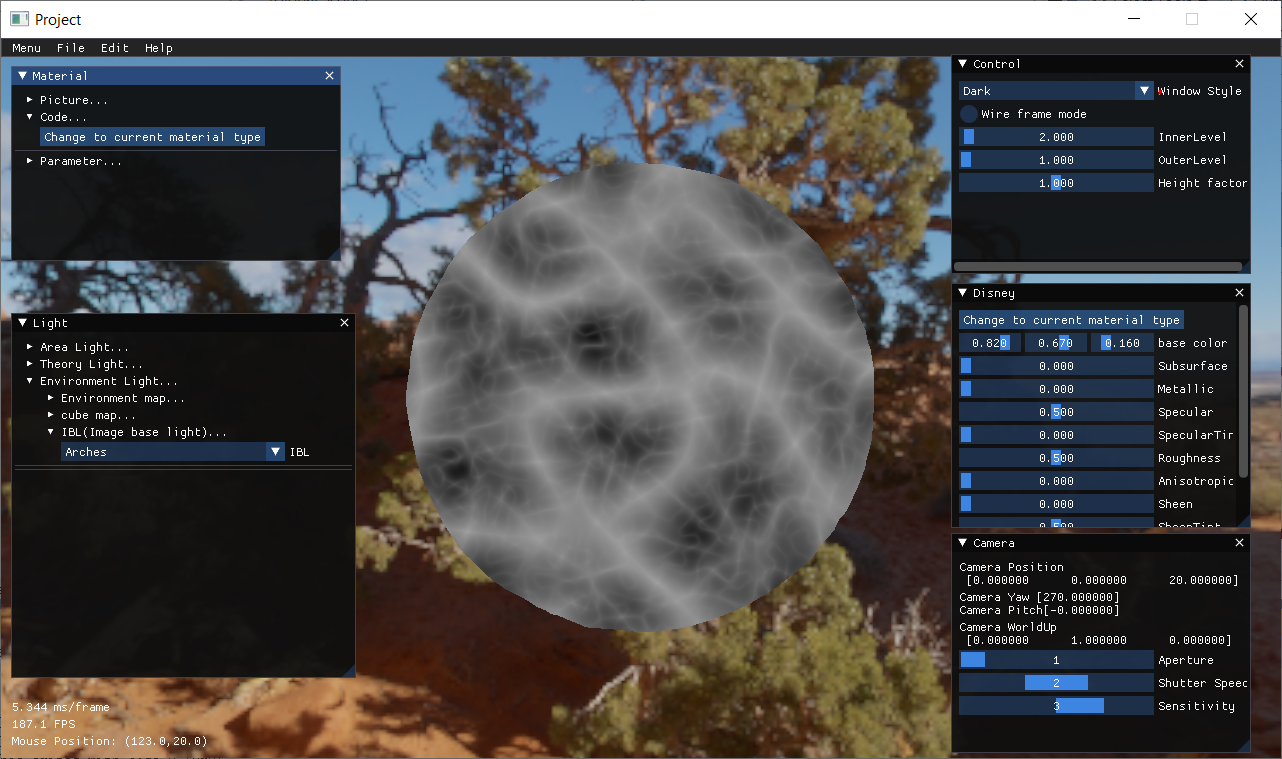 Project
Menu File Edit Help
Material
Picture...
Code...
Change to current material type
Parameter...
Light
Area Light...
Theory Light...
Environment Light...
Environment map...
cube map...
IBL(Image base light)...
Arches IBL
5.344 ms/frame
187.1 FPS
Mouse Position: (123.0,20.0)
Control
Dark Window Style
Wire frame mode
2.000 InnerLevel
1.000 OuterLevel
1.000 Height factor
Disney
Change to current material type
0.820 0.670 0.160 base color
0.000 Subsurface
0.000 Metallic
0.500 Specular
0.000 SpecularTir
0.500 Roughness
0.000 Anisotropic
0.000 Sheen
0.500 SheenTint
Camera
Camera Position
[0.000000 0.000000 20.000000]
Camera Yaw [270.000000]
Camera Pitch[-0.000000]
Camera WorldUp
[0.000000 1.000000 0.000000]
1 Aperture
2 Shutter Speed
3 Sensitivity